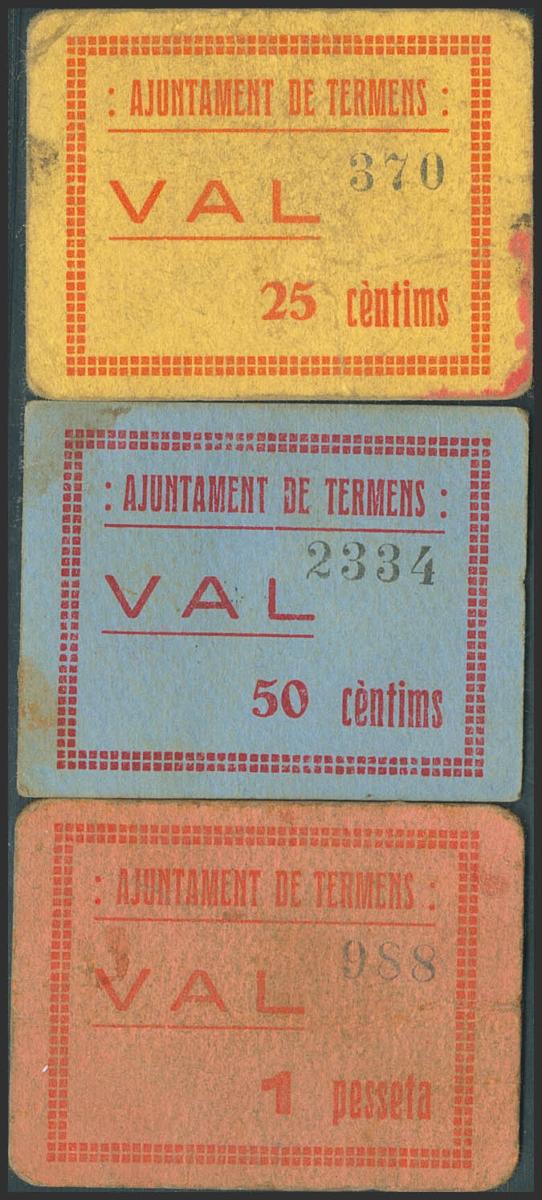 : AJUNTAMENT DE TERMENS :
370
VAL
25 cèntims
: AJUNTAMENT DE TERMENS :
2334
VAL
50 cèntims
: AJUNTAMENT DE TERMENS :
988
VAL
1 pesseta